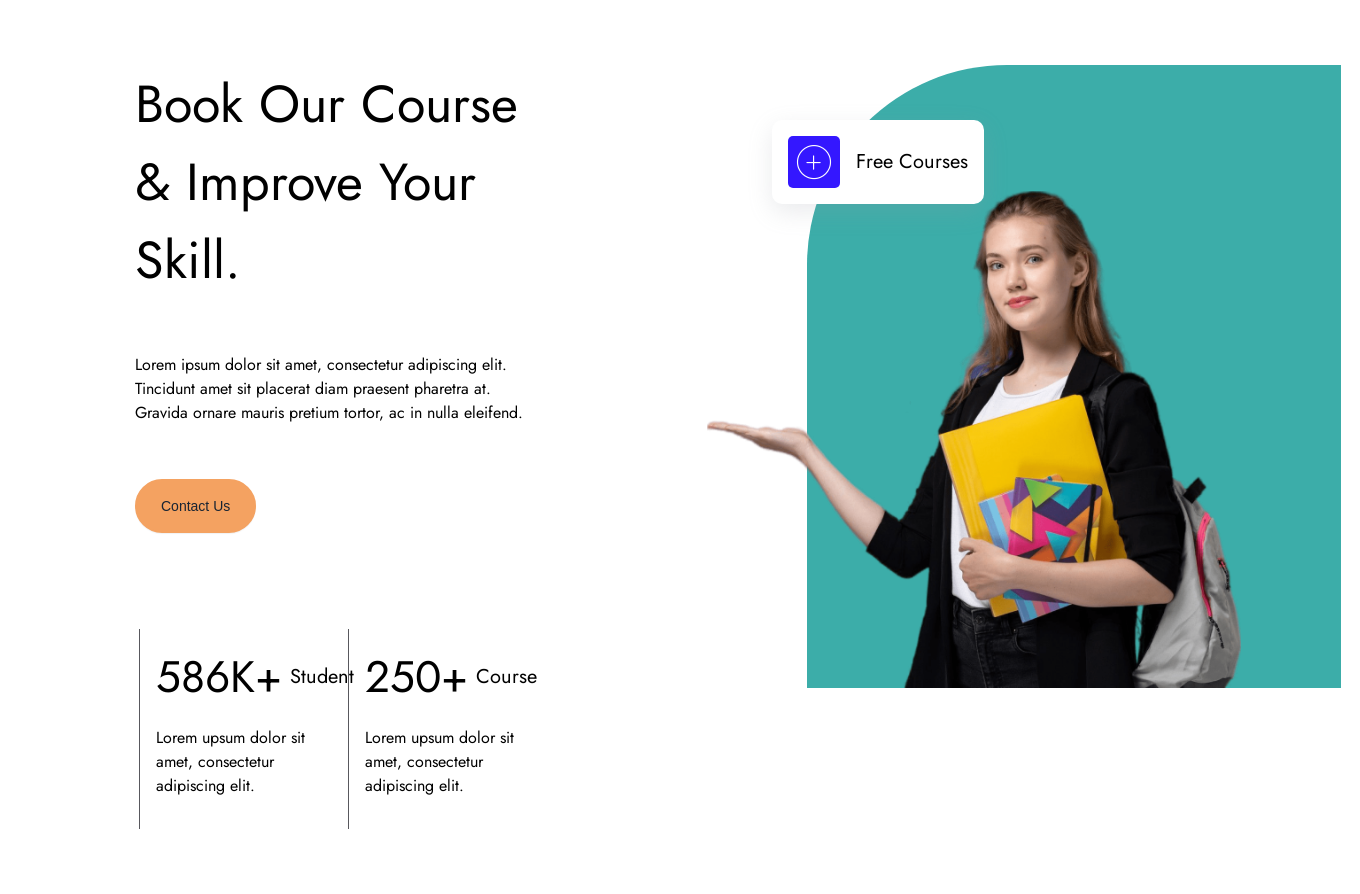 Book Our Course
& Improve Your
Skill.
Free Courses
Lorem ipsum dolor sit amet, consectetur adipiscing elit.
Tincidunt amet sit placerat diam praesent pharetra at.
Gravida ornare mauris pretium tortor, ac in nulla eleifend.
Contact Us
586K+ Student
Lorem upsum dolor sit
amet, consectetur
adipiscing elit.
250+ Course
Lorem upsum dolor sit
amet, consectetur
adipiscing elit.